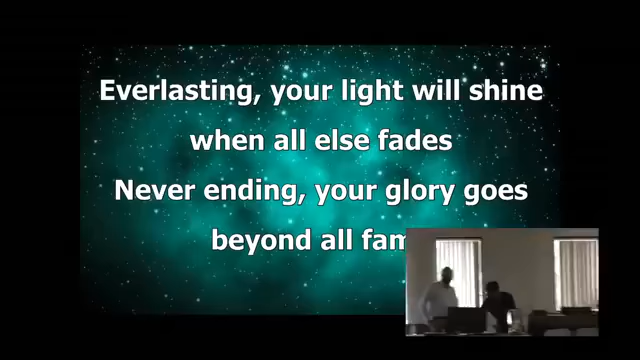 Everlasting, your light will shine
when all else fades
Never ending, your glory goes
beyond all